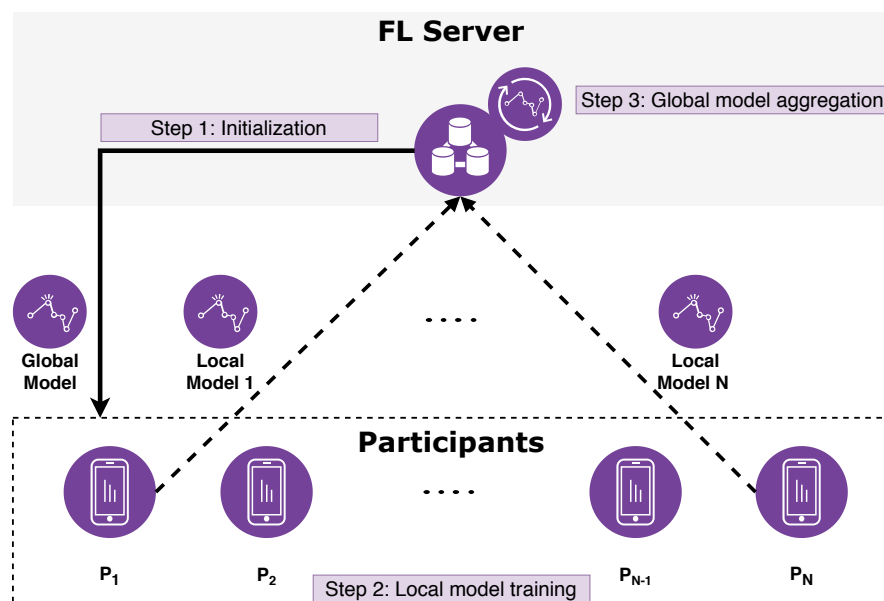 FL Server
Step 3: Global model aggregation
Step 1: Initialization
....
Global
Model
Local
Model 1
Local
Model N
Participants
....
P1
P2
PN-1
PN
Step 2: Local model training